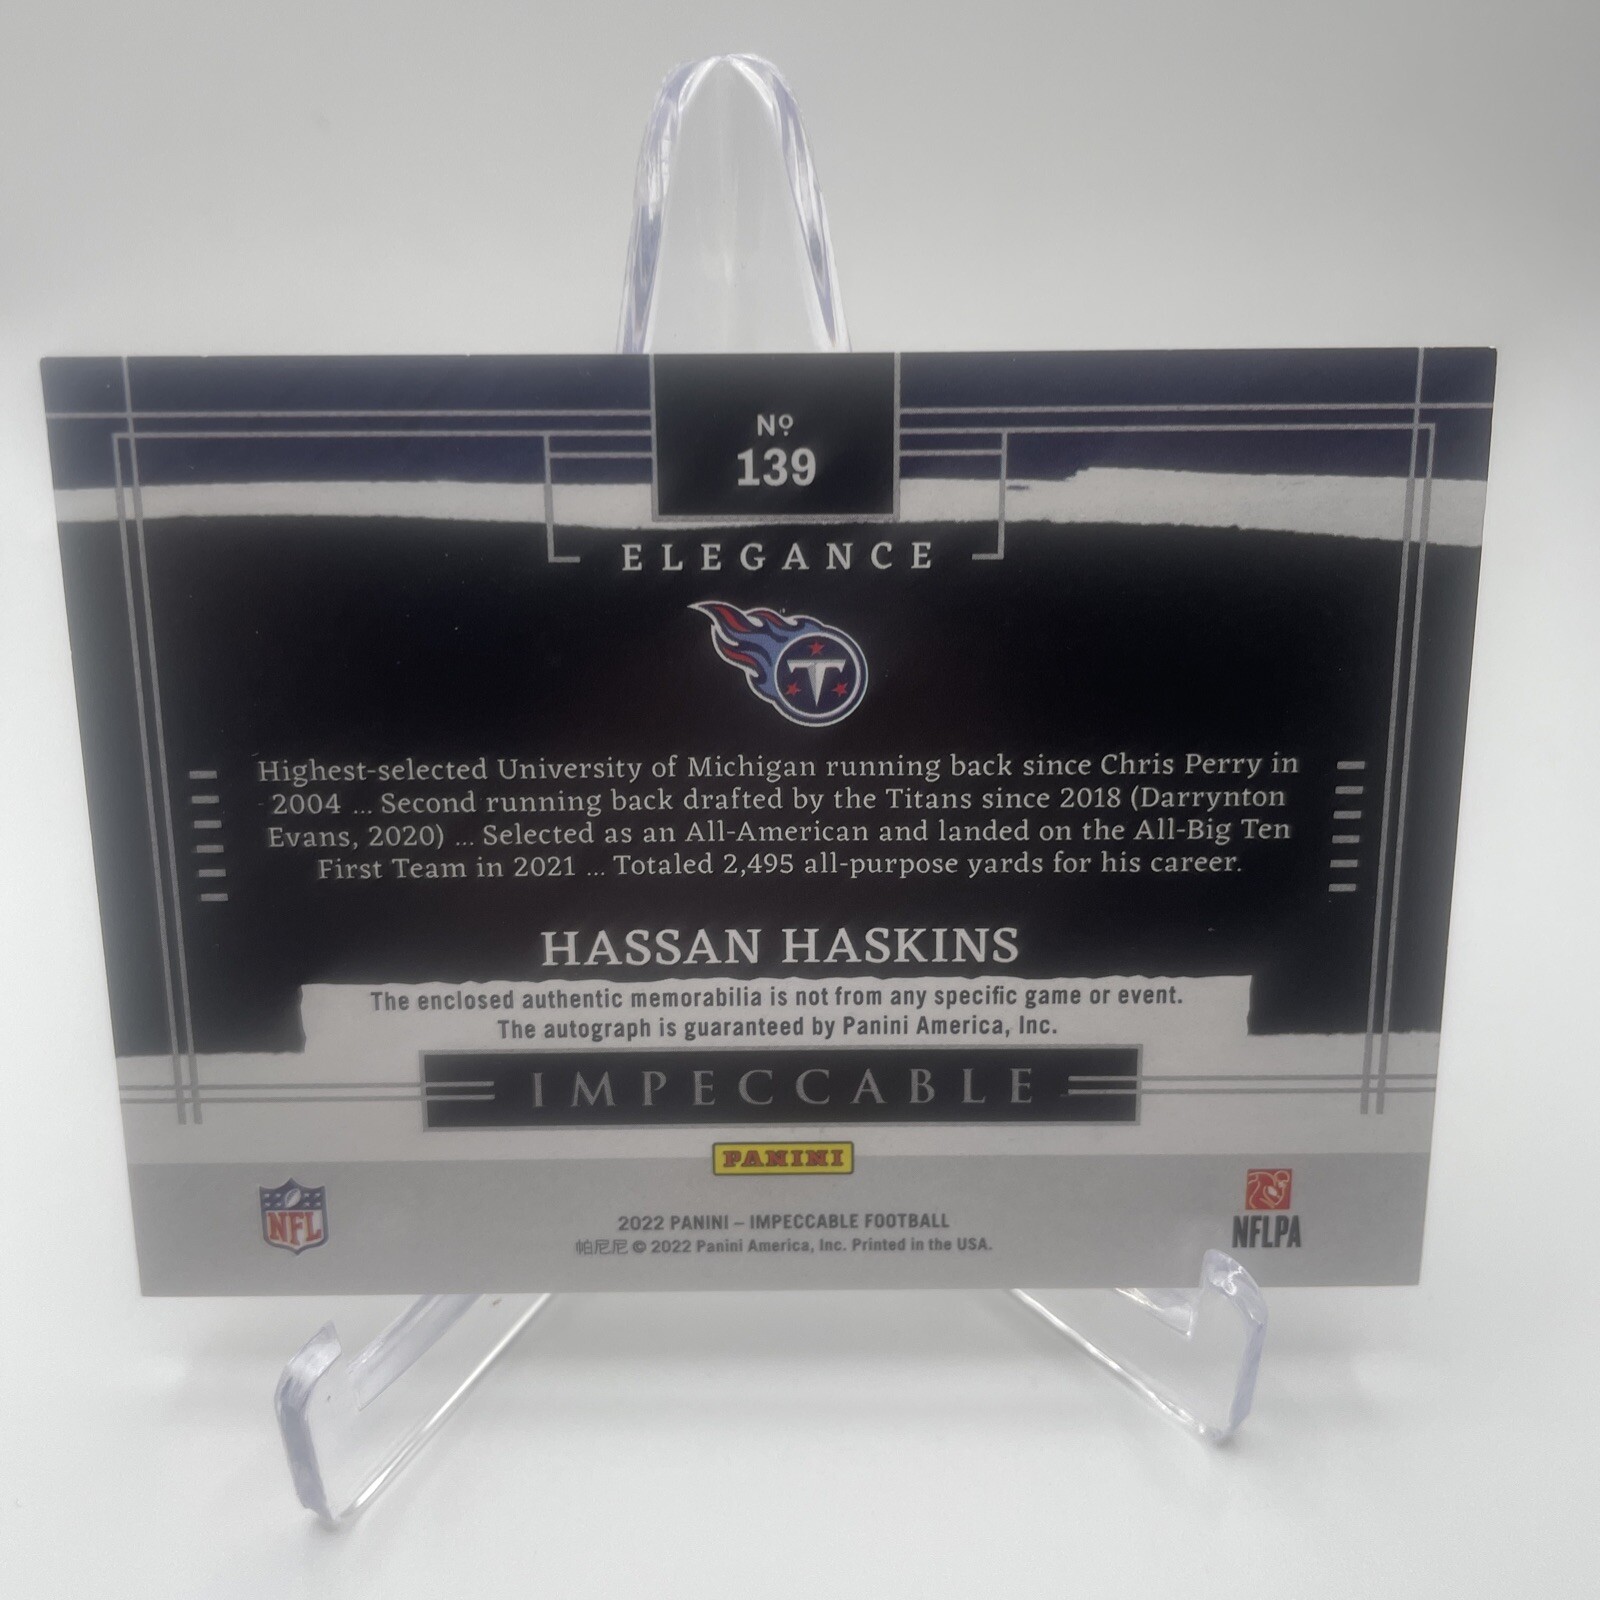 Nº
139
ELEGANCE
T
Highest-selected University of Michigan running back since Chris Perry in
2004 ... Second running back drafted by the Titans since 2018 (Darrynton
Evans, 2020) ... Selected as an All-American and landed on the All-Big Ten
First Team in 2021 ... Totaled 2,495 all-purpose yards for his career.
HASSAN HASKINS
The enclosed authentic memorabilia is not from any specific game or event.
The autograph is guaranteed by Panini America, Inc.
IMPECCABLE
PANINI
NFL
2022 PANINI – IMPECCABLE FOOTBALL
帕尼尼 © 2022 Panini America, Inc. Printed in the USA.
NFLPA